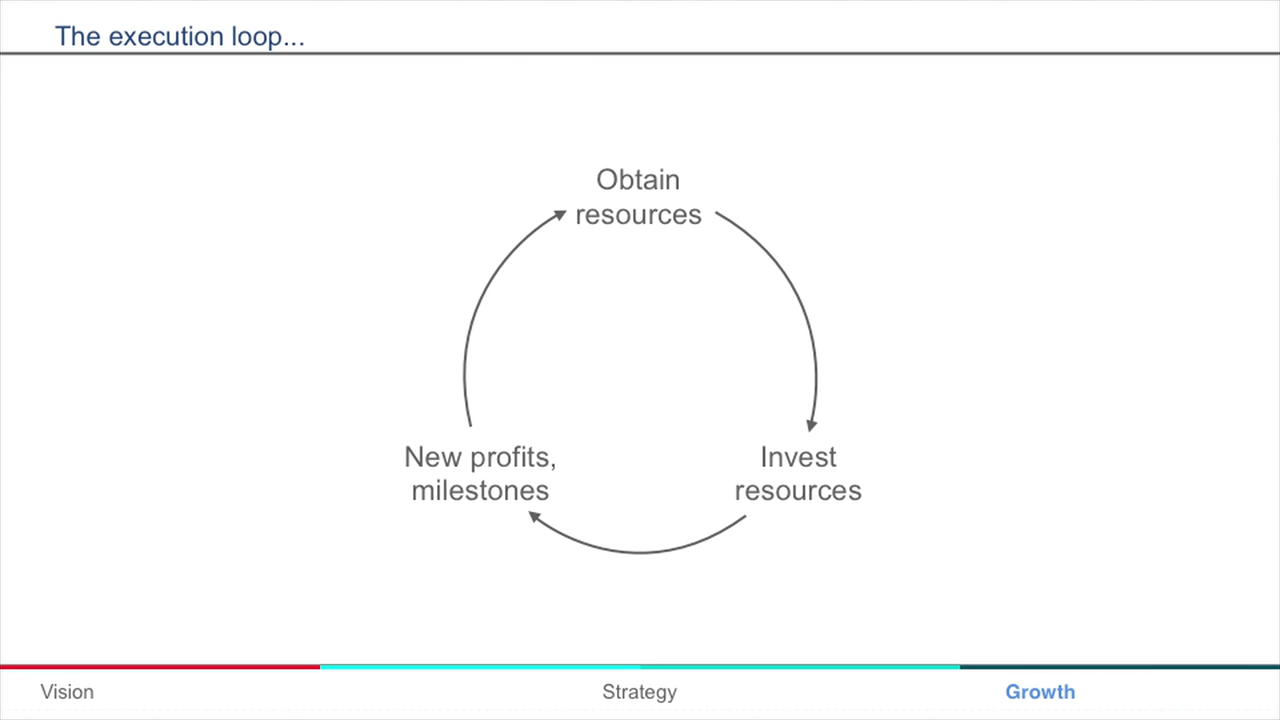 The execution loop...
Obtain
resources
New profits,
milestones
Invest
resources
Vision
Strategy
Growth